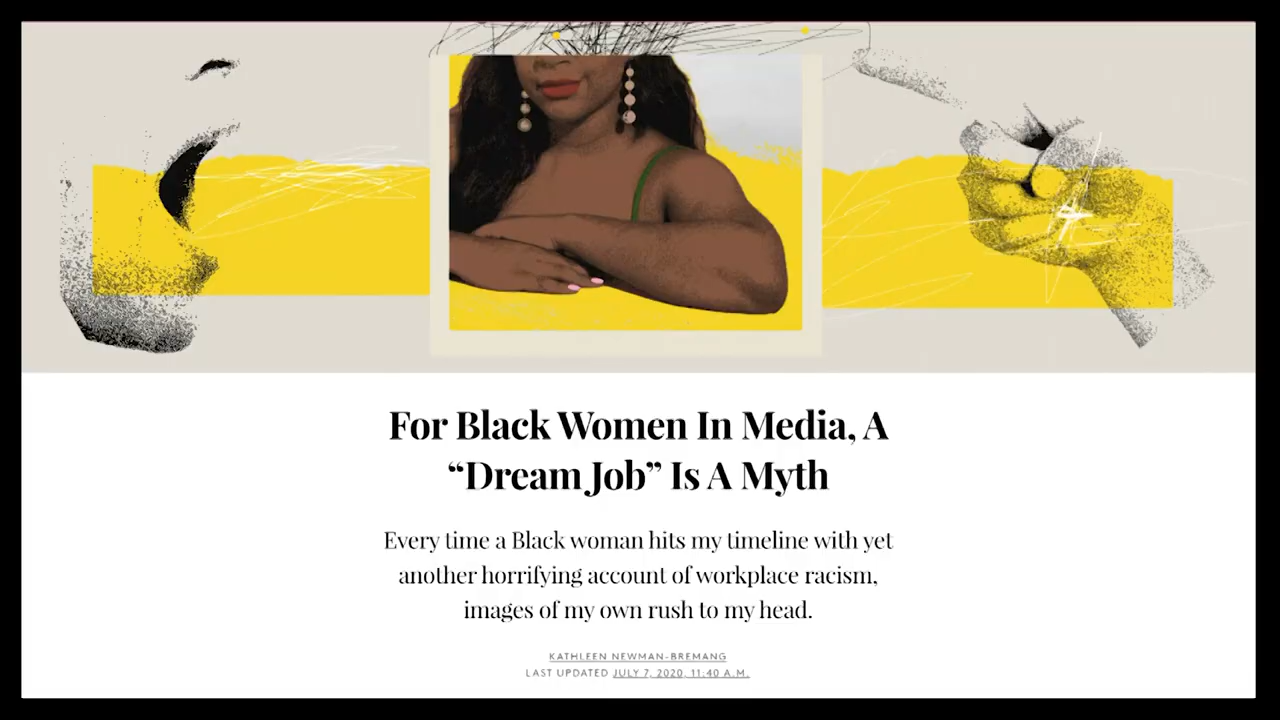 For Black Women In Media, A
“Dream Job” Is A Myth
Every time a Black woman hits my timeline with yet
another horrifying account of workplace racism,
images of my own rush to my head.
KATHLEEN NEWMAN-BREMANG
LAST UPDATED JULY 7, 2020, 11:40 A.M.